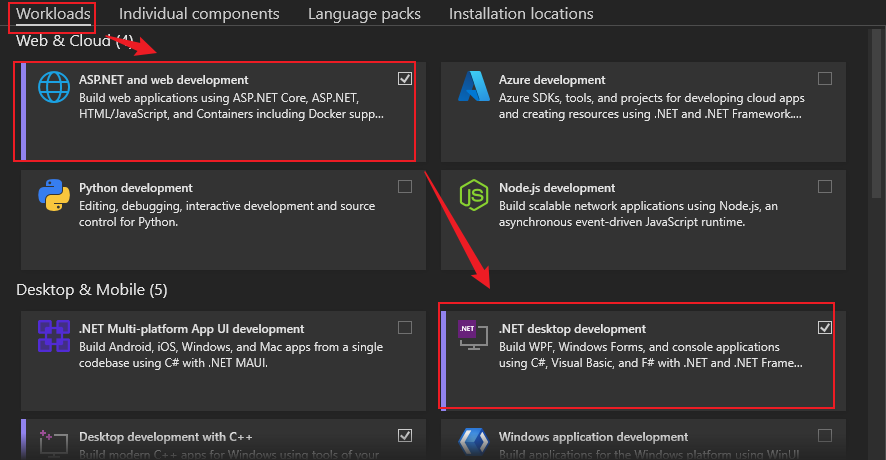 Workloads Individual components Language packs Installation locations
Web & Cloud (4)
ASP.NET and web development
Build web applications using ASP.NET Core, ASP.NET,
HTML/JavaScript, and Containers including Docker supp...
Azure development
Azure SDKs, tools, and projects for developing cloud apps
and creating resources using .NET and .NET Framework....
Python development
Editing, debugging, interactive development and source
control for Python.
JS
Node.js development
Build scalable network applications using Node.js, an
asynchronous event-driven JavaScript runtime.
Desktop & Mobile (5)
.NET Multi-platform App UI development
Build Android, iOS, Windows, and Mac apps from a single
codebase using C# with .NET MAUI.
.NET
.NET desktop development
Build WPF, Windows Forms, and console applications
using C#, Visual Basic, and F# with .NET and .NET Frame...
Desktop development with C++
Build modern C++ apps for Windows using tools of your
Windows application development
Build applications for the Windows platform using WinUI